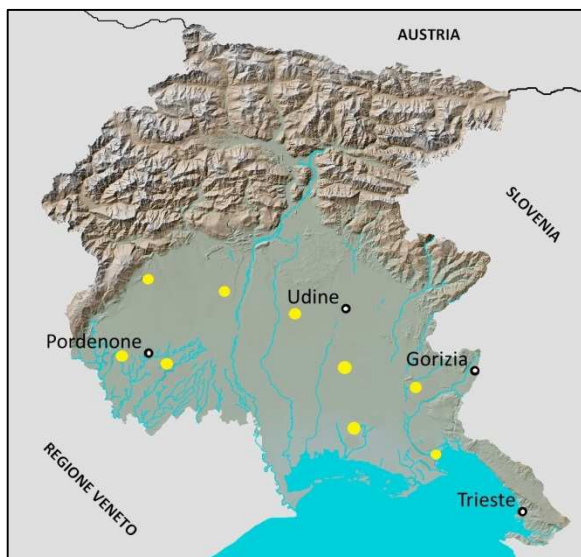 AUSTRIA
SLOVENIA
Udine
Pordenone
Gorizia
REGIONE VENETO
Trieste